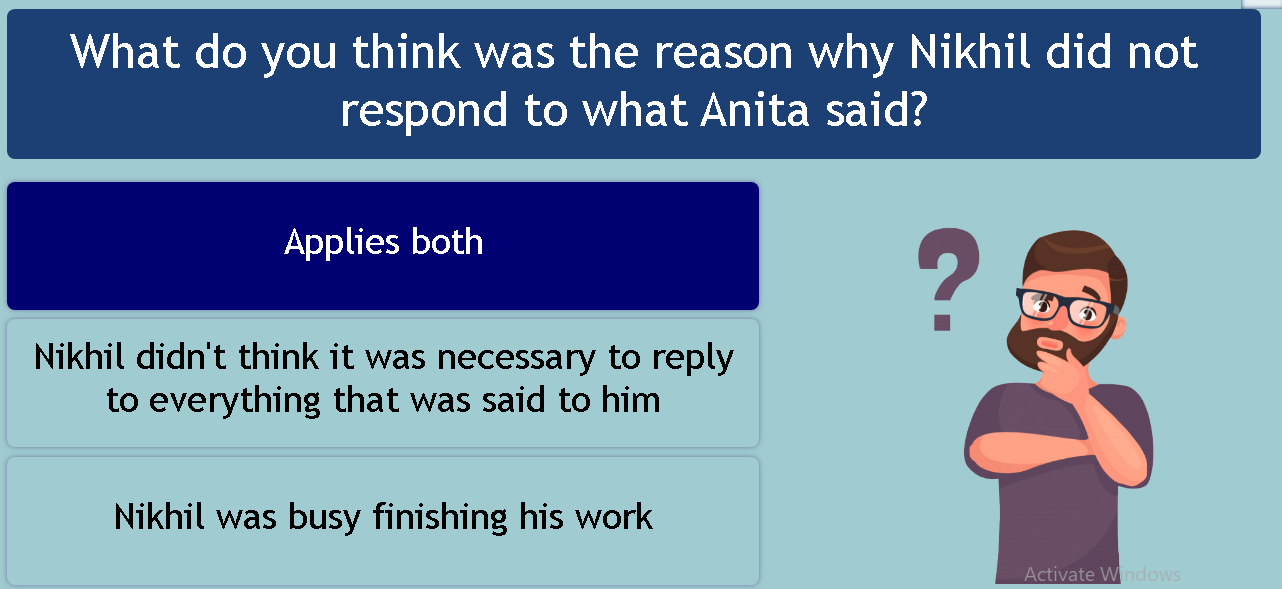 What do you think was the reason why Nikhil did not
respond to what Anita said?
Applies both
Nikhil didn't think it was necessary to reply
to everything that was said to him
Nikhil was busy finishing his work
?
Activate Windows